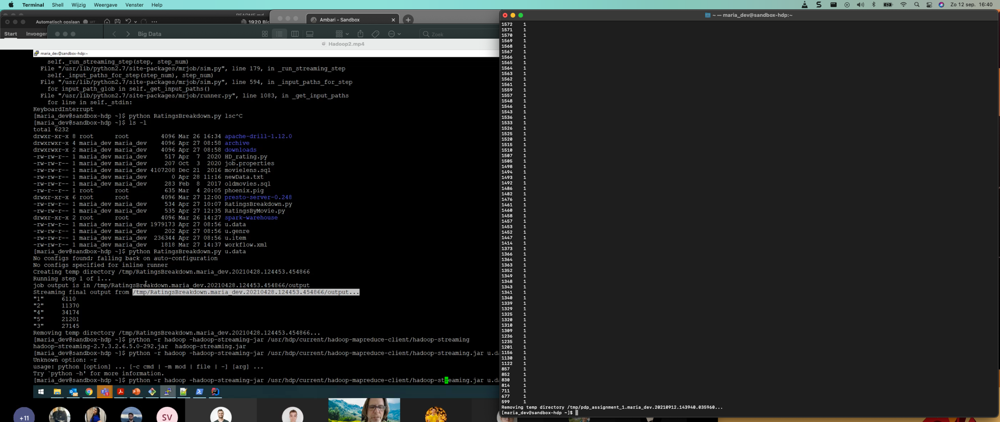 Terminal Shell Wijzig Weergave Venster Help
Zo 12 sep. 16:40
Automatisch opslaan UIT
Ambari - Sandbox
Start
Big Data
Zoek
Hadoop2.mp4
maria_dev@sandbox-hdp:~
self._run_streaming_step(step, step_num)
File "/usr/lib/python2.7/site-packages/mrjob/sim.py", line 179, in _run_streaming_step
self._input_paths_for_step(step_num), step_num)
File "/usr/lib/python2.7/site-packages/mrjob/sim.py", line 594, in _input_paths_for_step
for input_path_glob in self._get_input_paths()
File "/usr/lib/python2.7/site-packages/mrjob/runner.py", line 1083, in _get_input_paths
for line in self._stdin:
KeyboardInterrupt
[maria_dev@sandbox-hdp ~]$ python RatingsBreakdown.py lsc^C
[maria_dev@sandbox-hdp ~]$ ls -l
total 6232
drwxr-xr-x 8 root root 4096 Mar 26 16:34 apache-drill-1.12.0
drwxrwxr-x 4 maria_dev maria_dev 4096 Apr 27 08:58 archive
drwxrwxr-x 2 maria_dev maria_dev 4096 Apr 27 08:58 downloads
-rw-rw-r-- 1 maria_dev maria_dev 517 Apr 7 2020 HD_rating.py
-rw-rw-r-- 1 maria_dev maria_dev 207 Oct 3 2020 job.properties
-rw-rw-r-- 1 maria_dev maria_dev 4107208 Dec 21 2016 movielens.sql
-rw-rw-r-- 1 maria_dev maria_dev 0 Apr 28 11:16 newData.txt
-rw-rw-r-- 1 maria_dev maria_dev 283 Feb 8 2017 oldmovies.sql
-rw-r--r-- 1 root root 635 Mar 4 20:05 phoenix.pig
drwxr-xr-x 6 root root 4096 Mar 27 12:00 presto-server-0.248
-rw-rw-r-- 1 maria_dev maria_dev 534 Apr 27 10:07 RatingsBreakdown.py
-rw-rw-r-- 1 maria_dev maria_dev 535 Apr 27 12:35 RatingsByMovie.py
drwxr-xr-x 2 root root 4096 Mar 26 14:27 spark-warehouse
-rw-rw-r-- 1 maria_dev maria_dev 1979173 Apr 27 08:56 u.data
-rw-rw-r-- 1 maria_dev maria_dev 202 Apr 27 08:56 u.genre
-rw-rw-r-- 1 maria_dev maria_dev 236344 Apr 27 08:56 u.item
-rw-rw-r-- 1 maria_dev maria_dev 1818 Mar 27 14:37 workflow.xml
[maria_dev@sandbox-hdp ~]$ python RatingsBreakdown.py u.data
No configs found; falling back on auto-configuration
No configs specified for inline runner
Creating temp directory /tmp/RatingsBreakdown.maria_dev.20210428.124453.454866
Running step 1 of 1...
job output is in /tmp/RatingsBreakdown.maria_dev.20210428.124453.454866/output
Streaming final output from /tmp/RatingsBreakdown.maria_dev.20210428.124453.454866/output...
"1" 6110
"2" 11370
"4" 34174
"5" 21201
"3" 27145
Removing temp directory /tmp/RatingsBreakdown.maria_dev.20210428.124453.454866...
[maria_dev@sandbox-hdp ~]$ python -r hadoop -hadoop-streaming-jar /usr/hdp/current/hadoop-mapreduce-client/hadoop-streaming
hadoop-streaming-2.7.3.2.6.5.0-292.jar hadoop-streaming.jar
[maria_dev@sandbox-hdp ~]$ python -r hadoop -hadoop-streaming-jar /usr/hdp/current/hadoop-mapreduce-client/hadoop-streaming.jar
Unknown option: -r
usage: python [option] ... [-c cmd | -m mod | file | -] [arg] ...
Try `python -h' for more information.
[maria_dev@sandbox-hdp ~]$ python -r hadoop -hadoop-streaming-jar /usr/hdp/current/hadoop-mapreduce-client/hadoop-streaming.jar
+11
SV
~ — maria_dev@sandbox-hdp:~
1572 1
1571 1
1570 1
1569 1
1568 1
1567 1
1566 1
1565 1
1564 1
1563 1
1562 1
1561 1
1559 1
1557 1
1548 1
1546 1
1543 1
1536 1
1533 1
1526 1
1525 1
1520 1
1515 1
1510 1
1507 1
1505 1
1498 1
1494 1
1493 1
1492 1
1486 1
1482 1
1476 1
1461 1
1460 1
1458 1
1457 1
1453 1
1452 1
1447 1
1414 1
1373 1
1366 1
1364 1
1363 1
1352 1
1349 1
1348 1
1343 1
1341 1
1340 1
1339 1
1329 1
1325 1
1320 1
1310 1
1309 1
1236 1
1235 1
1201 1
1156 1
1130 1
1122 1
857 1
852 1
830 1
814 1
711 1
677 1
599 1
Removing temp directory /tmp/pdp_assignment_1.maria_dev.20210912.143940.035960...
[maria_dev@sandbox-hdp ~]$